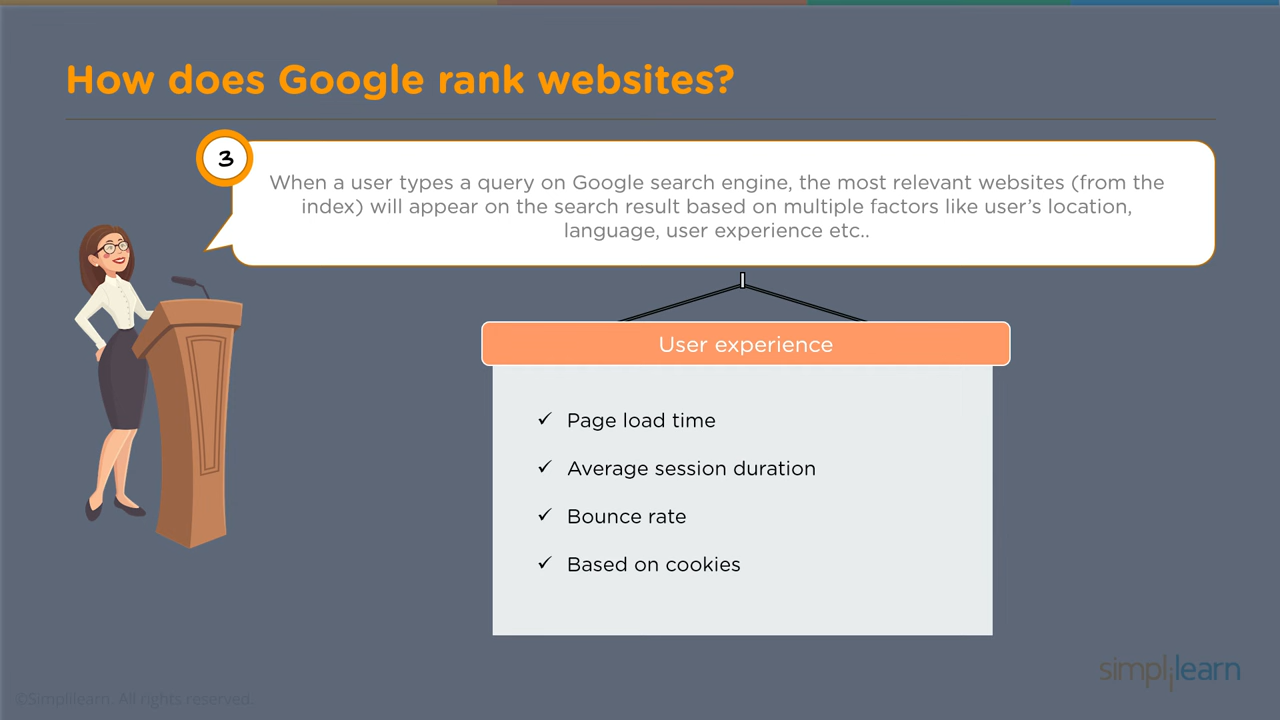 How does Google rank websites?
3
When a user types a query on Google search engine, the most relevant websites (from the
index) will appear on the search result based on multiple factors like user's location,
language, user experience etc..
User experience
✓ Page load time
✓ Average session duration
✓ Bounce rate
✓ Based on cookies
simplilearn
©Simplilearn. All rights reserved.